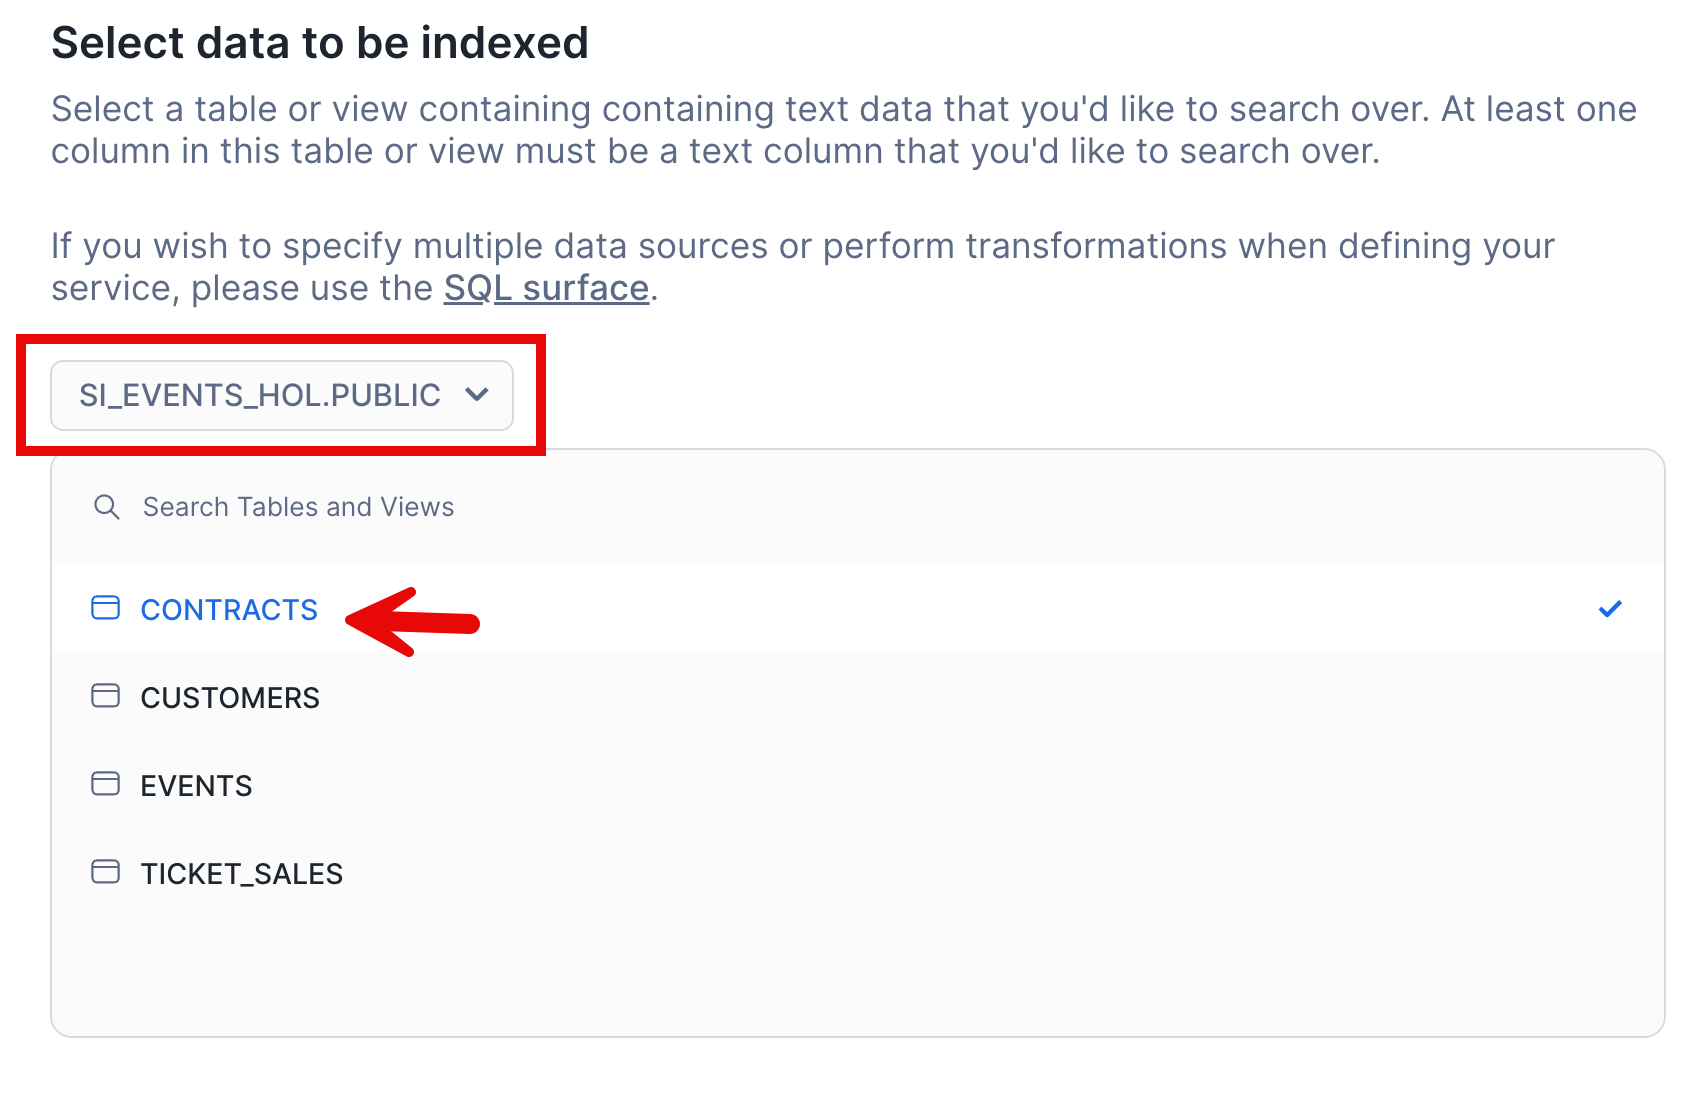 Select data to be indexed
Select a table or view containing containing text data that you'd like to search over. At least one
column in this table or view must be a text column that you'd like to search over.
If you wish to specify multiple data sources or perform transformations when defining your
service, please use the SQL surface.
SI_EVENTS_HOL.PUBLIC
Search Tables and Views
CONTRACTS
CUSTOMERS
EVENTS
TICKET_SALES